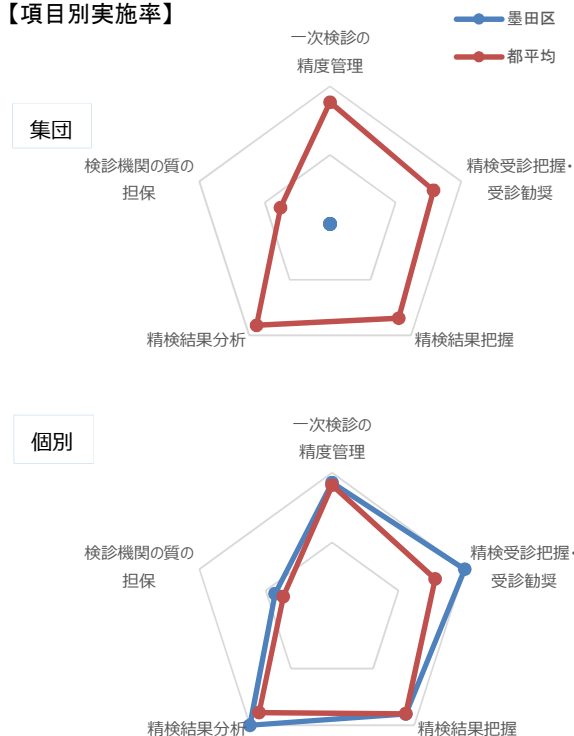 【項目別実施率】
墨田区
都平均
集団
一次検診の
精度管理
精検受診把握・
受診勧奨
精検結果把握
精検結果分析
検診機関の質の
担保
個別
一次検診の
精度管理
精検受診把握・
受診勧奨
精検結果把握
精検結果分析
検診機関の質の
担保